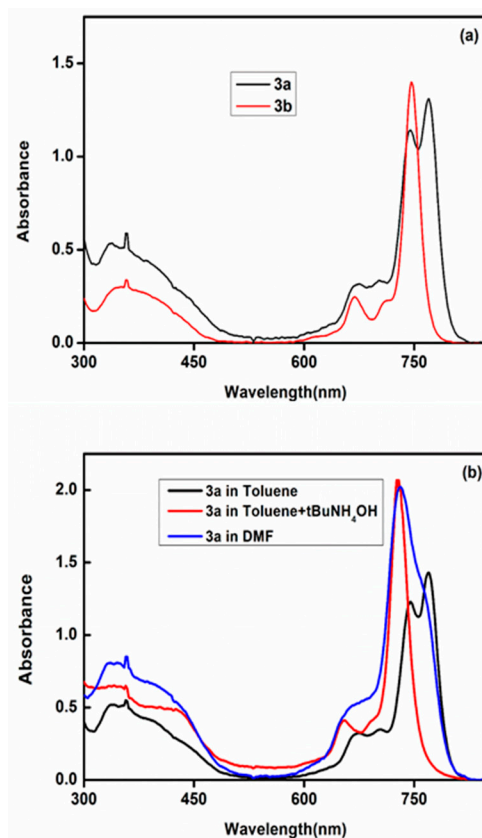 (a)
3a
3b
1.5
1.0
0.5
0.0
Absorbance
300 450 600 750
Wavelength(nm)
(b)
3a in Toluene
3a in Toluene+tBuNH₄OH
3a in DMF
2.0
1.5
1.0
0.5
0.0
Absorbance
300 450 600 750
Wavelength(nm)